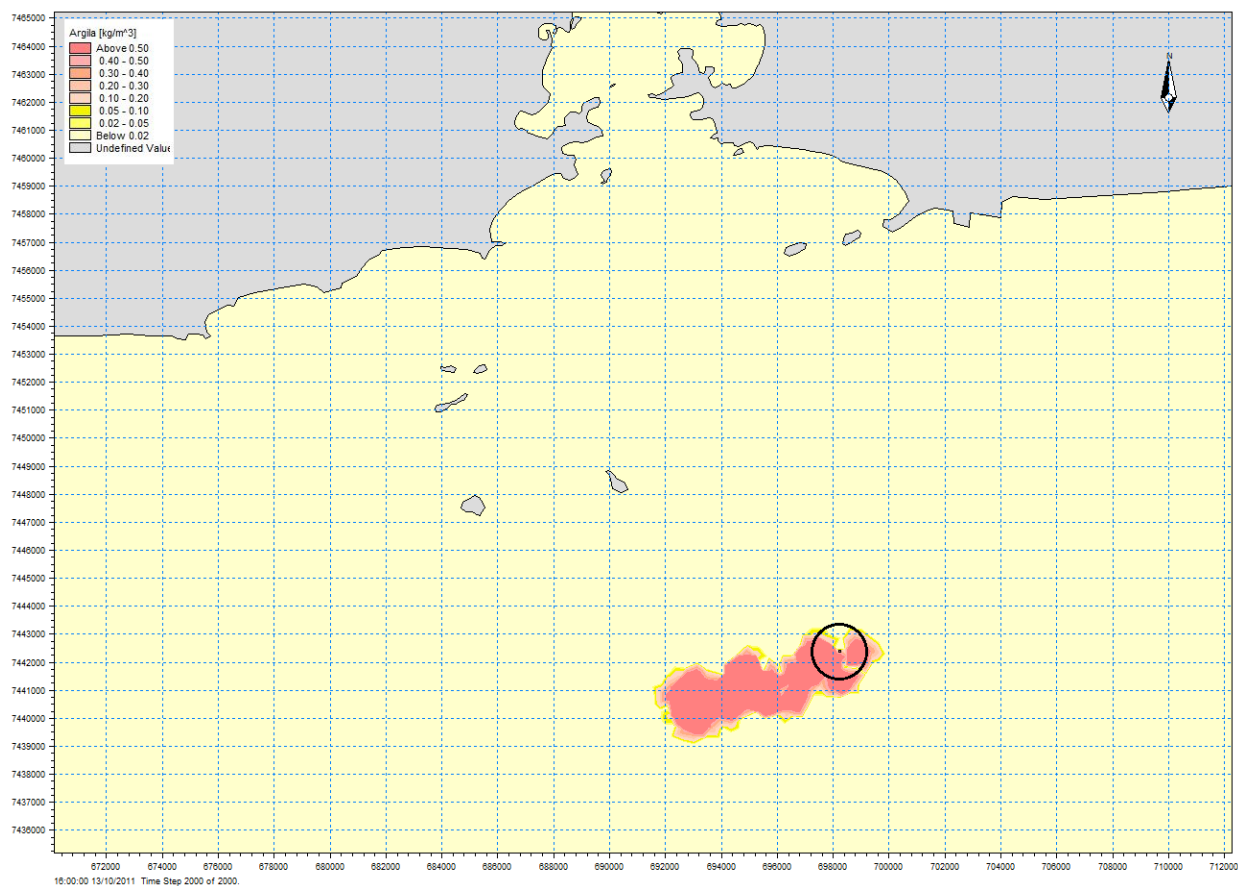 7465000
7464000
7463000
7462000
7461000
7460000
7459000
7458000
7457000
7456000
7455000
7454000
7453000
7452000
7451000
7450000
7449000
7448000
7447000
7446000
7445000
7444000
7443000
7442000
7441000
7440000
7439000
7438000
7437000
7436000
Argila [kg/m^3]
Above 0.50
0.40 - 0.50
0.30 - 0.40
0.20 - 0.30
0.10 - 0.20
0.05 - 0.10
0.02 - 0.05
Below 0.02
Undefined Value
N
672000 674000 676000 678000 680000 682000 684000 686000 688000 690000 692000 694000 696000 698000 700000 702000 704000 706000 708000 710000 712000
16:00:00 13/10/2011 Time Step 2000 of 2000.